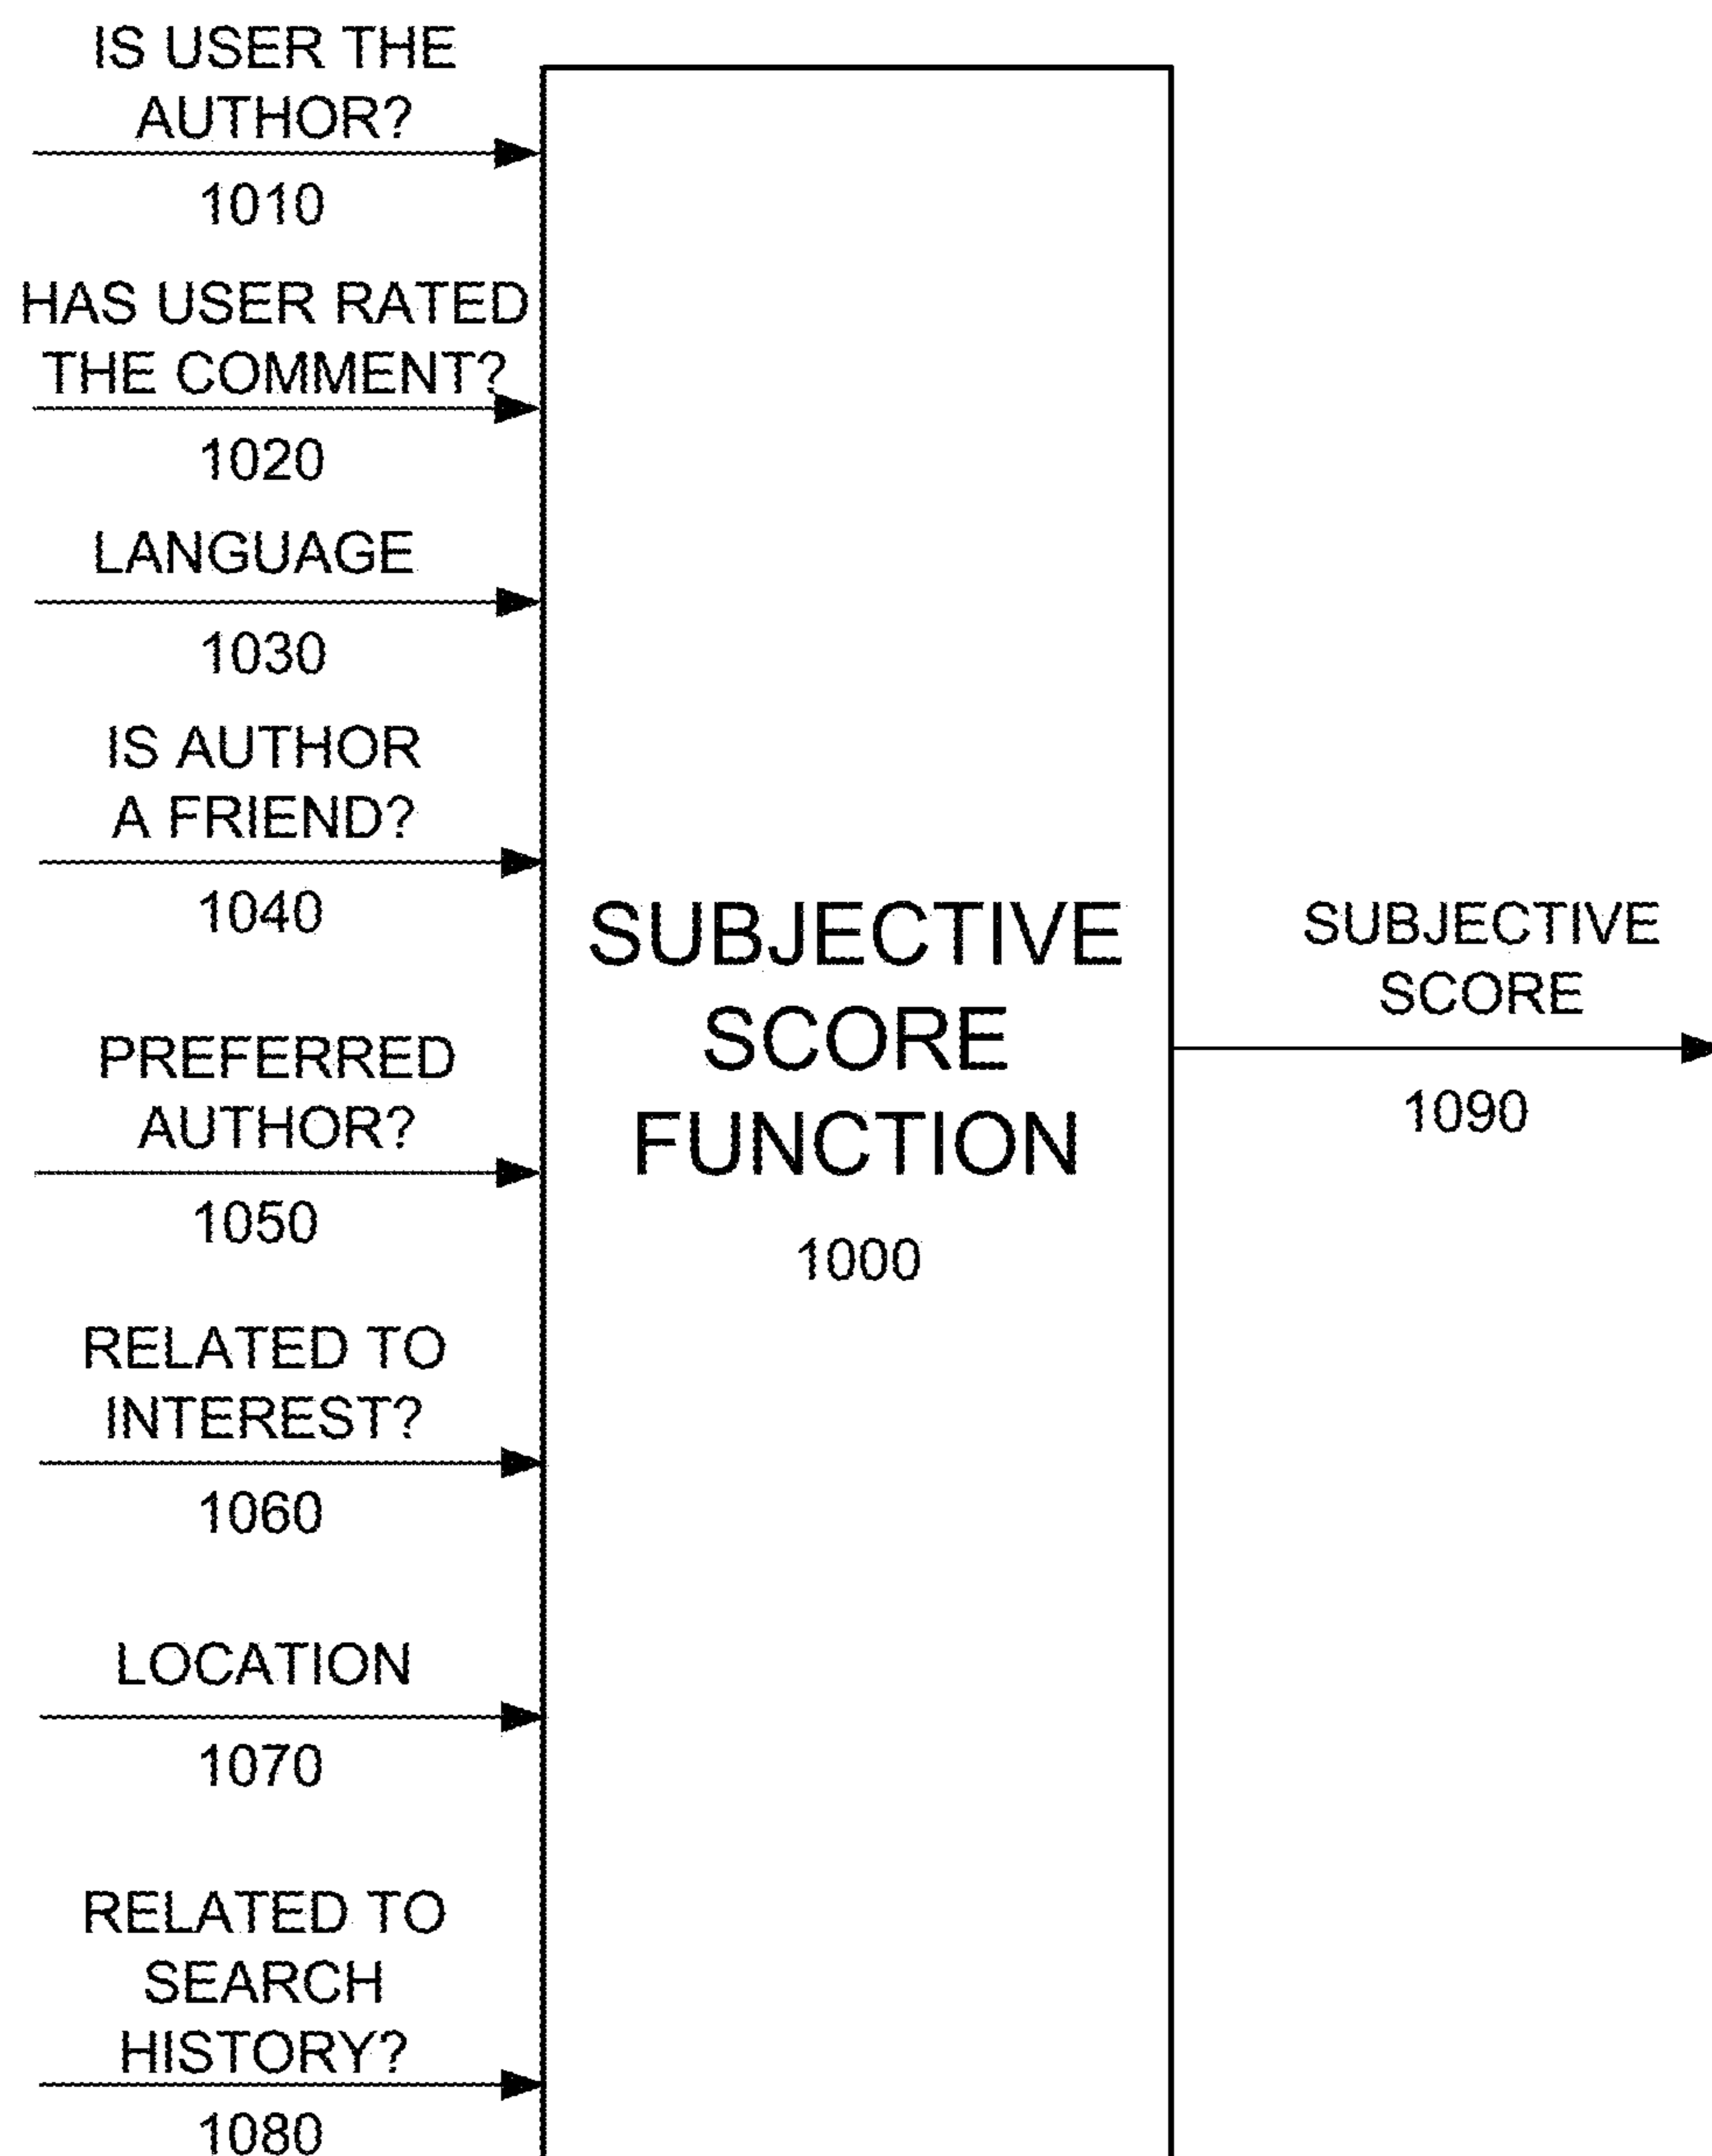 IS USER THE
AUTHOR?
1010
HAS USER RATED
THE COMMENT?
1020
LANGUAGE
1030
IS AUTHOR
A FRIEND?
1040
PREFERRED
AUTHOR?
1050
RELATED TO
INTEREST?
1060
LOCATION
1070
RELATED TO
SEARCH
HISTORY?
1080
SUBJECTIVE
SCORE
FUNCTION
1000
SUBJECTIVE
SCORE
1090